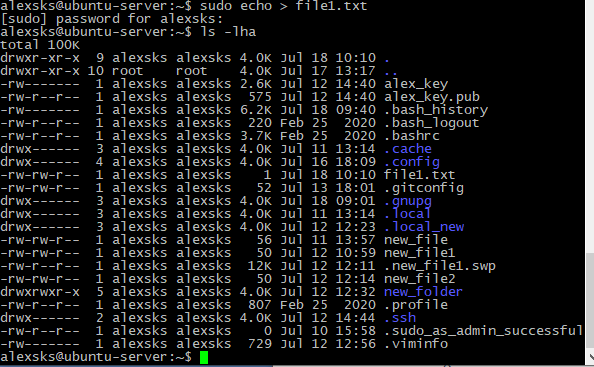 alexsks@ubuntu-server:~$ sudo echo > file1.txt
[sudo] password for alexsks:
alexsks@ubuntu-server:~$ ls -lha
total 100K
drwxr-xr-x 9 alexsks alexsks 4.0K Jul 18 10:10 .
drwxr-xr-x 10 root root 4.0K Jul 17 13:17 ..
-rw------- 1 alexsks alexsks 2.6K Jul 12 14:40 alex_key
-rw-r--r-- 1 alexsks alexsks 575 Jul 12 14:40 alex_key.pub
-rw------- 1 alexsks alexsks 6.2K Jul 18 09:40 .bash_history
-rw-r--r-- 1 alexsks alexsks 220 Feb 25 2020 .bash_logout
-rw-r--r-- 1 alexsks alexsks 3.7K Feb 25 2020 .bashrc
drwx------ 3 alexsks alexsks 4.0K Jul 11 13:14 .cache
drwx------ 4 alexsks alexsks 4.0K Jul 16 18:09 .config
-rw-rw-r-- 1 alexsks alexsks 1 Jul 18 10:10 file1.txt
-rw-rw-r-- 1 alexsks alexsks 52 Jul 13 18:01 .gitconfig
drwx------ 3 alexsks alexsks 4.0K Jul 18 09:01 .gnupg
drwx------ 3 alexsks alexsks 4.0K Jul 11 13:14 .local
drwx------ 3 alexsks alexsks 4.0K Jul 12 12:23 .local_new
-rw-rw-r-- 1 alexsks alexsks 56 Jul 11 13:57 new_file
-rw-rw-r-- 1 alexsks alexsks 50 Jul 12 10:59 new_file1
-rw-rw-r-- 1 alexsks alexsks 12K Jul 12 12:11 .new_file1.swp
-rw-rw-r-- 1 alexsks alexsks 50 Jul 12 12:14 new_file2
drwxrwxr-x 5 alexsks alexsks 4.0K Jul 12 12:32 new_folder
-rw-r--r-- 1 alexsks alexsks 807 Feb 25 2020 .profile
drwx------ 2 alexsks alexsks 4.0K Jul 12 14:44 .ssh
-rw-r--r-- 1 alexsks alexsks 0 Jul 10 15:58 .sudo_as_admin_successful
-rw-rw-r-- 1 alexsks alexsks 729 Jul 12 12:56 .viminfo
alexsks@ubuntu-server:~$